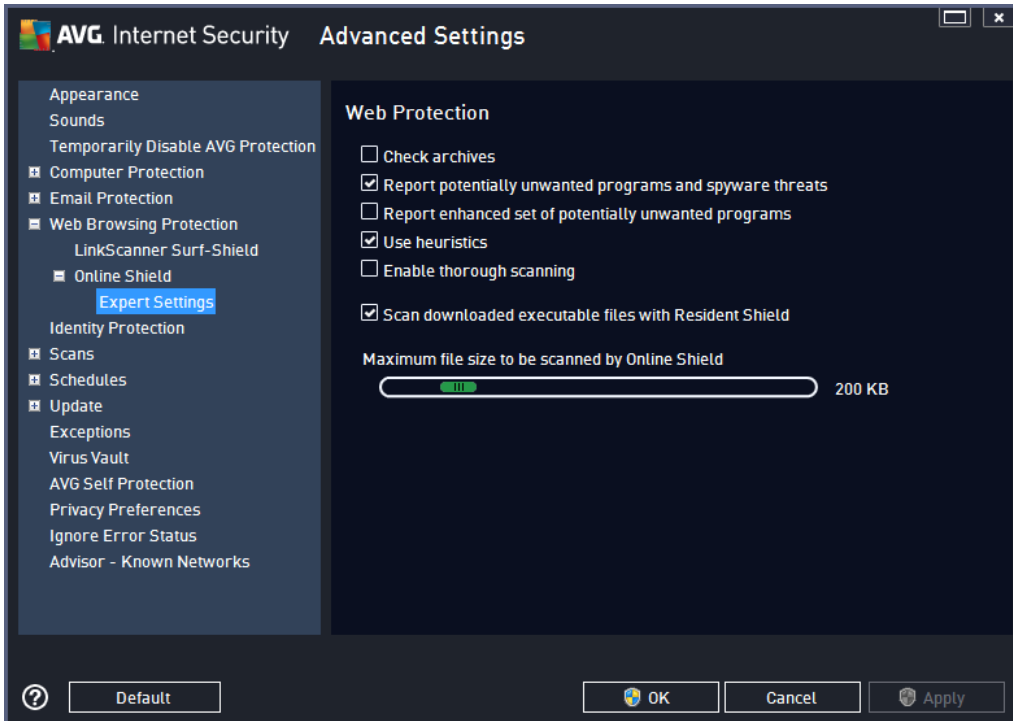 AVG. Internet Security Advanced Settings
Appearance
Sounds
Temporarily Disable AVG Protection
Computer Protection
Email Protection
Web Browsing Protection
LinkScanner Surf-Shield
Online Shield
Expert Settings
Identity Protection
Scans
Schedules
Update
Exceptions
Virus Vault
AVG Self Protection
Privacy Preferences
Ignore Error Status
Advisor - Known Networks
Web Protection
Check archives
Report potentially unwanted programs and spyware threats
Report enhanced set of potentially unwanted programs
Use heuristics
Enable thorough scanning
Scan downloaded executable files with Resident Shield
Maximum file size to be scanned by Online Shield
200 KB
? Default OK Cancel Apply